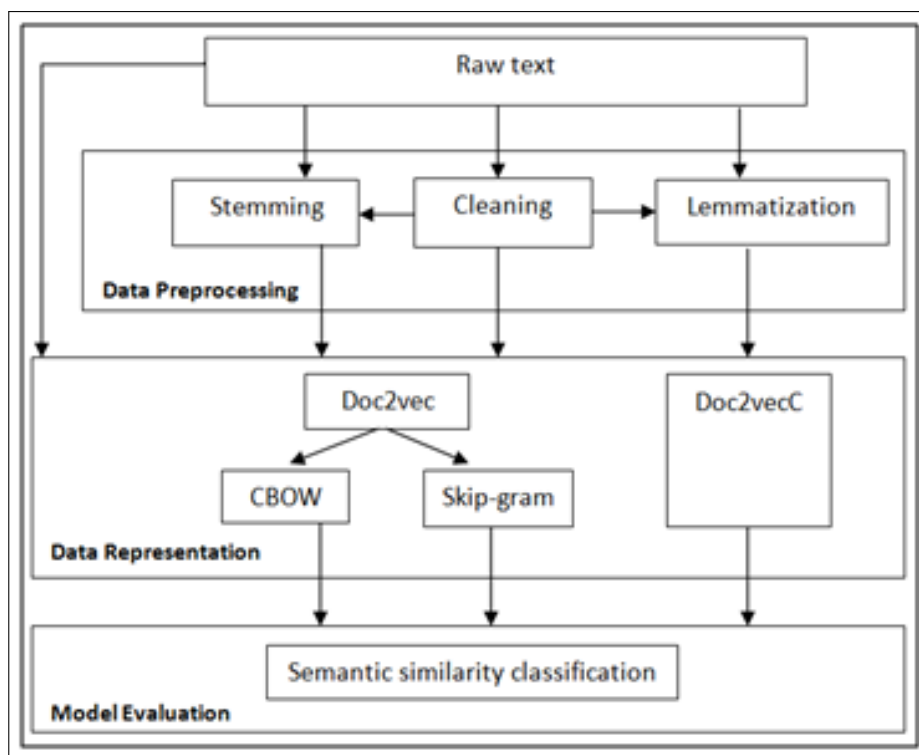 Raw text
Stemming
Cleaning
Lemmatization
Data Preprocessing
Doc2vec
Doc2vecC
CBOW
Skip-gram
Data Representation
Semantic similarity classification
Model Evaluation